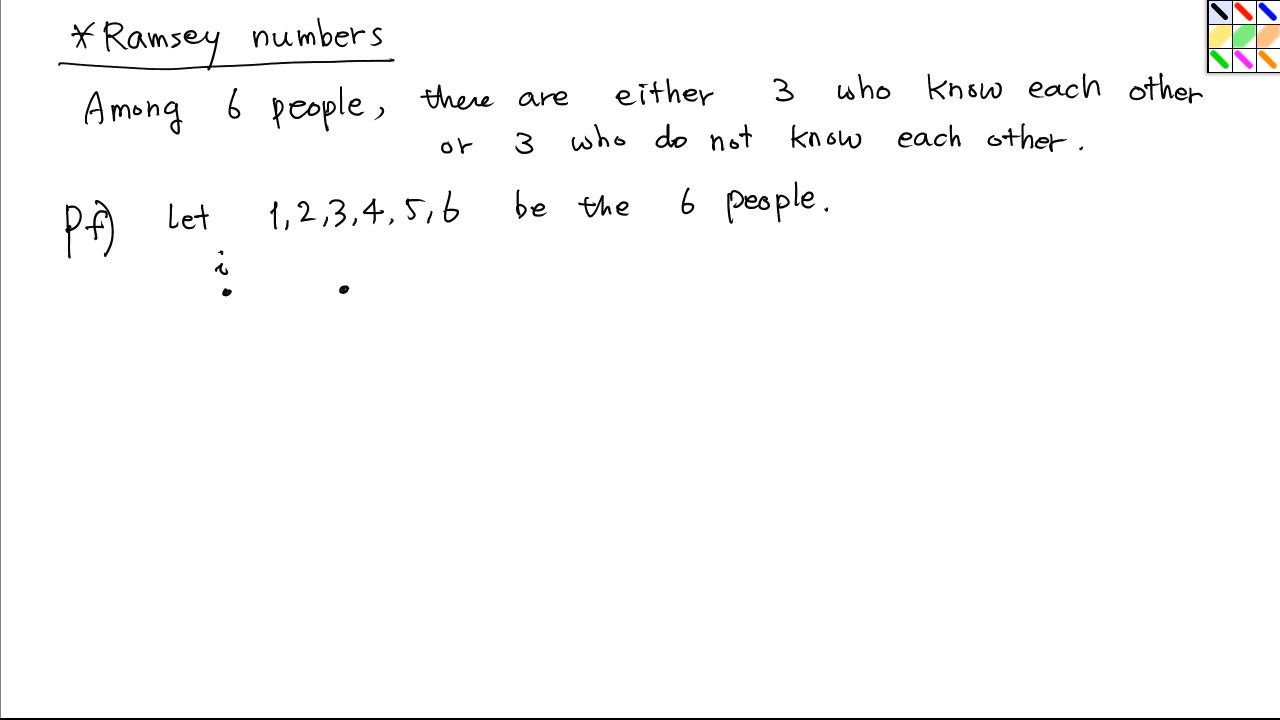 *Ramsey numbers
Among 6 people, there are either 3 who know each other
or 3 who do not know each other.
Pf) Let 1,2,3,4,5,6 be the 6 people.
i